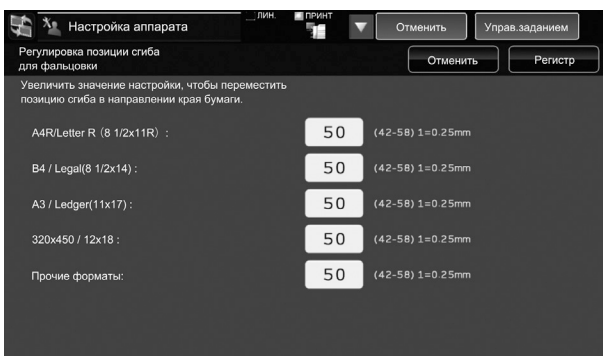 Настройка аппарата
ЛИН.
ПРИНТ
Отменить
Управ.заданием
Регулировка позиции сгиба
для фальцовки
Отменить
Регистр
Увеличить значение настройки, чтобы переместить
позицию сгиба в направлении края бумаги.
A4R/Letter R (8 1/2x11R) : 50 (42-58) 1=0.25mm
B4 / Legal(8 1/2x14) : 50 (42-58) 1=0.25mm
A3 / Ledger(11x17) : 50 (42-58) 1=0.25mm
320x450 / 12x18 : 50 (42-58) 1=0.25mm
Прочие форматы: 50 (42-58) 1=0.25mm